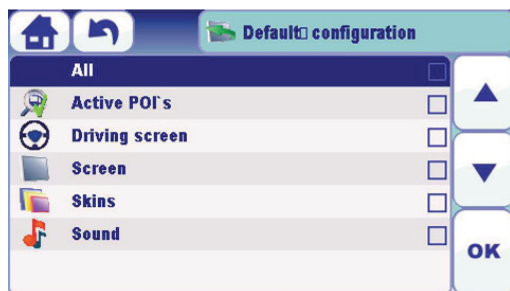 Default□ configuration
All
Active POI`s
Driving screen
Screen
Skins
Sound
OK